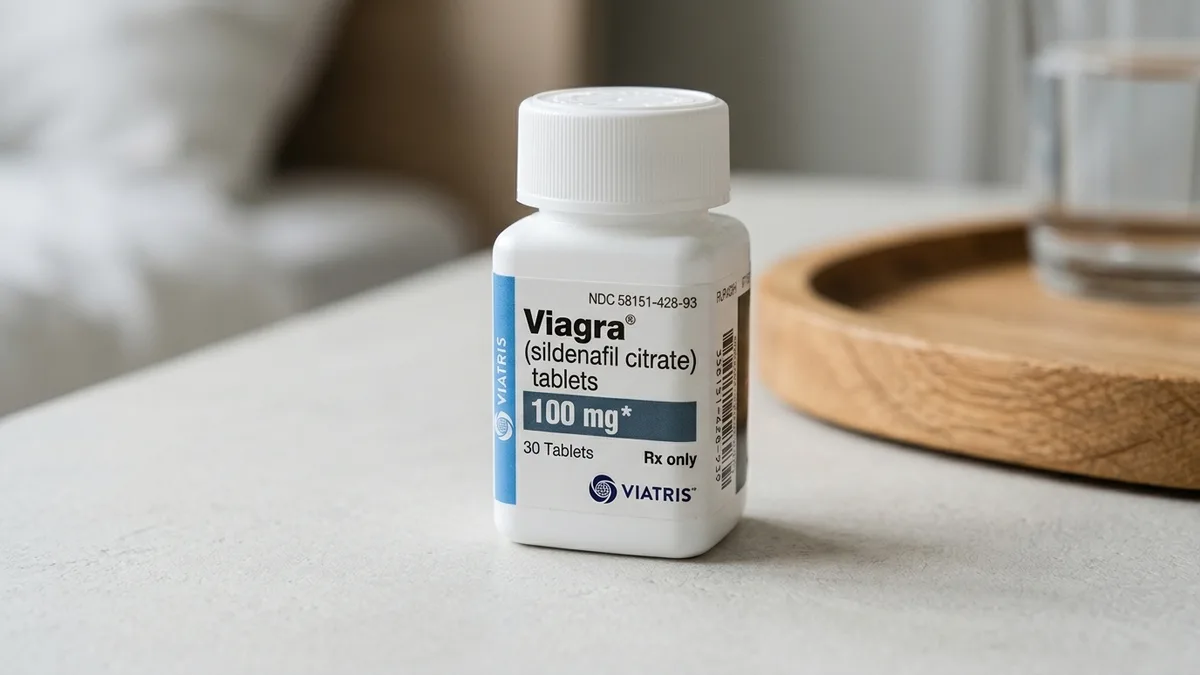 NDC 58151-428-93
Viagra®
(sildenafil citrate)
tablets
100 mg*
30 Tablets
Rx only
VIATRIS™
VIATRIS